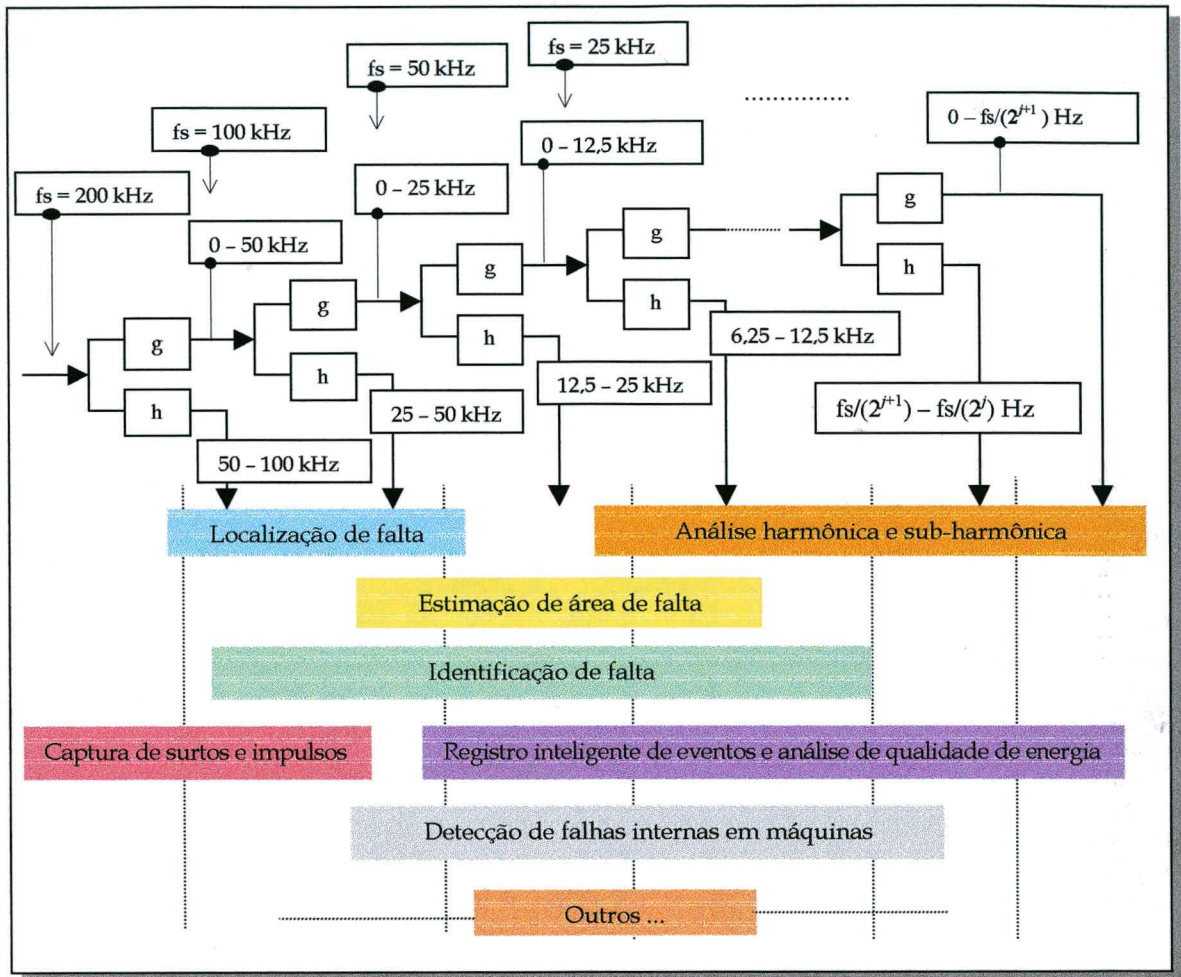 fs = 25 kHz
fs = 50 kHz
fs = 100 kHz
fs = 200 kHz
0 – fs/(2^{j+1}) Hz
0 – 12,5 kHz
0 – 25 kHz
0 – 50 kHz
g
h
g
h
g
h
g
h
g
h
6,25 – 12,5 kHz
12,5 – 25 kHz
25 – 50 kHz
50 – 100 kHz
fs/(2^{j+1}) – fs/(2^{j}) Hz
Localização de falta
Análise harmônica e sub-harmônica
Estimação de área de falta
Identificação de falta
Captura de surtos e impulsos
Registro inteligente de eventos e análise de qualidade de energia
Detecção de falhas internas em máquinas
Outros ...